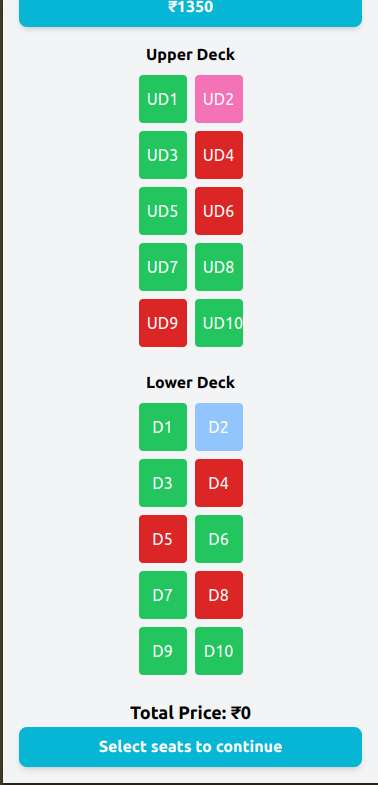 ₹1350
Upper Deck
UD1 UD2
UD3 UD4
UD5 UD6
UD7 UD8
UD9 UD10
Lower Deck
D1 D2
D3 D4
D5 D6
D7 D8
D9 D10
Total Price: ₹0
Select seats to continue